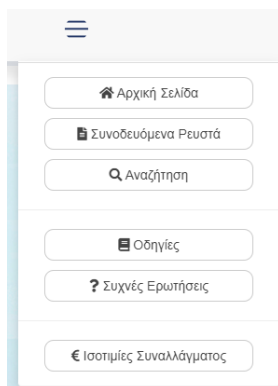 Αρχική Σελίδα
Συνοδευόμενα Ρευστά
Αναζήτηση
Οδηγίες
? Συχνές Ερωτήσεις
€ Ισοτιμίες Συναλλάγματος